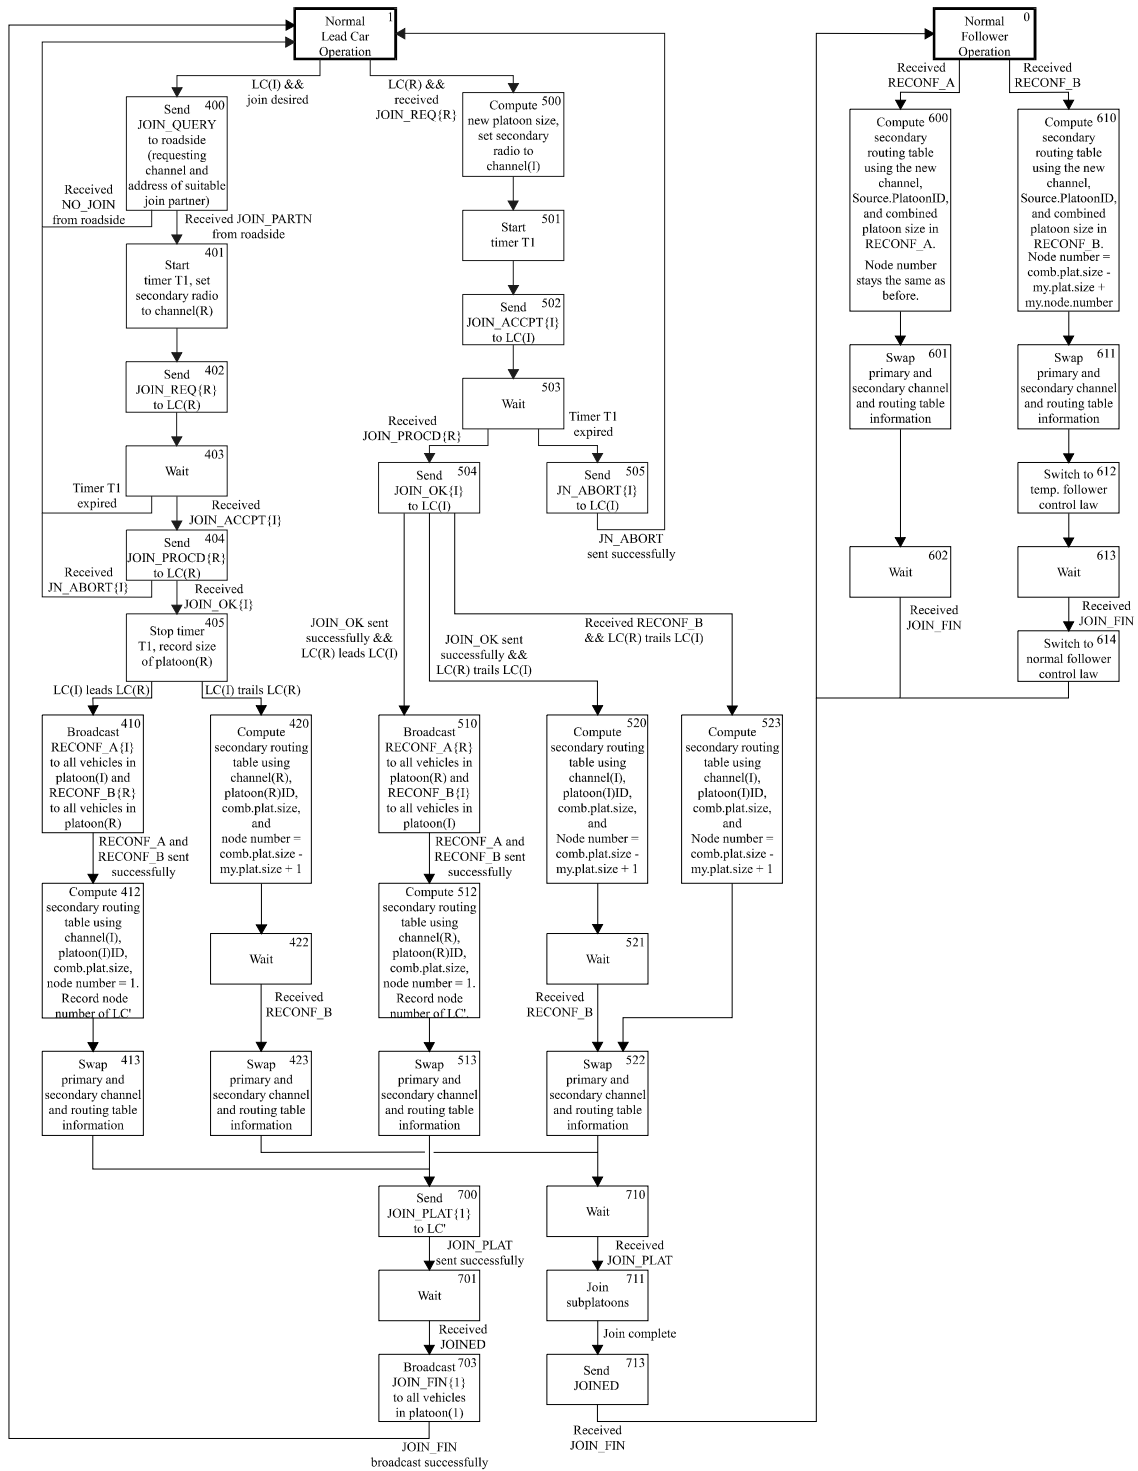 1
Normal
Lead Car
Operation
0
Normal
Follower
Operation
LC(I) &&
join desired
LC(R) &&
received
JOIN_REQ{R}
Received
RECONF_A
Received
RECONF_B
400
Send
JOIN_QUERY
to roadside
(requesting
channel and
address of suitable
join partner)
500
Compute
new platoon size,
set secondary
radio to
channel(I)
600
Compute
secondary
routing table
using the new
channel,
Source.PlatoonID,
and combined
platoon size in
RECONF_A.
Node number
stays the same as
before.
610
Compute
secondary
routing table
using the new
channel,
Source.PlatoonID,
and combined
platoon size in
RECONF_B.
Node number =
comb.plat.size -
my.plat.size +
my.node.number
Received
NO_JOIN
from roadside
Received JOIN_PARTN
from roadside
401
Start
timer T1, set
secondary radio
to channel(R)
501
Start
timer T1
502
Send
JOIN_ACCPT{I}
to LC(I)
402
Send
JOIN_REQ{R}
to LC(R)
503
Wait
601
Swap
primary and
secondary channel
and routing table
information
611
Swap
primary and
secondary channel
and routing table
information
Received
JOIN_PROCD{R}
Timer T1
expired
403
Wait
Timer T1
expired
Received
JOIN_ACCPT{I}
504
Send
JOIN_OK{I}
to LC(I)
505
Send
JN_ABORT{I}
to LC(I)
JN_ABORT
sent successfully
612
Switch to
temp. follower
control law
404
Send
JOIN_PROCD{R}
to LC(R)
Received
JN_ABORT{I}
Received
JOIN_OK{I}
602
Wait
613
Wait
Received
JOIN_FIN
Received
JOIN_FIN
405
Stop timer
T1, record size
of platoon(R)
JOIN_OK sent
successfully &&
LC(R) leads LC(I)
JOIN_OK sent
successfully &&
LC(R) trails LC(I)
Received RECONF_B
&& LC(R) trails LC(I)
614
Switch to
normal follower
control law
LC(I) leads LC(R)
LC(I) trails LC(R)
410
Broadcast
RECONF_A{I}
to all vehicles in
platoon(I) and
RECONF_B{R}
to all vehicles in
platoon(R)
420
Compute
secondary routing
table using
channel(R),
platoon(R)ID,
comb.plat.size,
and
node number =
comb.plat.size -
my.plat.size + 1
510
Broadcast
RECONF_A{R}
to all vehicles in
platoon(R) and
RECONF_B{I}
to all vehicles in
platoon(I)
520
Compute
secondary routing
table using
channel(I),
platoon(I)ID,
comb.plat.size,
and
Node number =
comb.plat.size -
my.plat.size + 1
523
Compute
secondary routing
table using
channel(I),
platoon(I)ID,
comb.plat.size,
and
Node number =
comb.plat.size -
my.plat.size + 1
RECONF_A and
RECONF_B sent
successfully
RECONF_A and
RECONF_B sent
successfully
412
Compute
secondary routing
table using
channel(I),
platoon(I)ID,
comb.plat.size,
node number = 1.
Record node
number of LC'
422
Wait
512
Compute
secondary routing
table using
channel(R),
platoon(R)ID,
comb.plat.size,
node number = 1.
Record node
number of LC'.
521
Wait
Received
RECONF_B
Received
RECONF_B
413
Swap
primary and
secondary channel
and routing table
information
423
Swap
primary and
secondary channel
and routing table
information
513
Swap
primary and
secondary channel
and routing table
information
522
Swap
primary and
secondary channel
and routing table
information
700
Send
JOIN_PLAT{1}
to LC'
710
Wait
JOIN_PLAT
sent successfully
Received
JOIN_PLAT
701
Wait
711
Join
subplatoons
Received
JOINED
Join complete
703
Broadcast
JOIN_FIN{1}
to all vehicles
in platoon(1)
713
Send
JOINED
JOIN_FIN
broadcast successfully
Received
JOIN_FIN